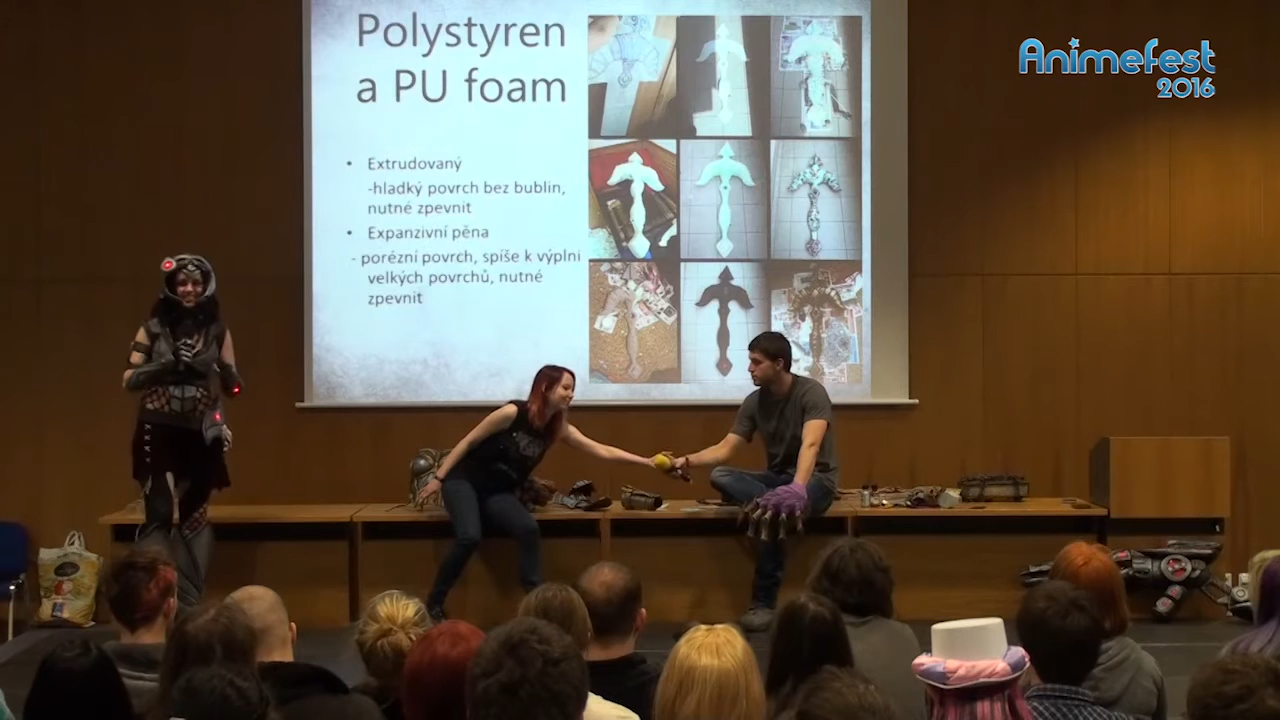 Polystyren
a PU foam
• Extrudovaný
-hladký povrch bez bublin,
nutné zpevnit
• Expanzivní pěna
- porézní povrch, spíše k výplni
velkých povrchů, nutné
zpevnit
AnimeFest
2016